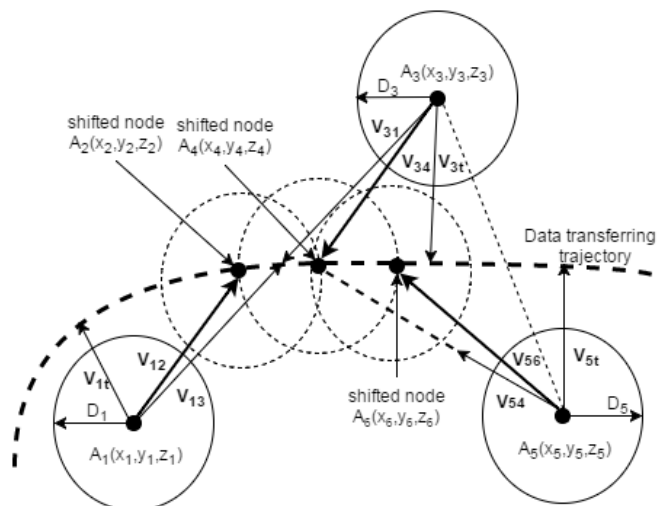 A3(x3,y3,z3)
D3
shifted node
A2(x2,y2,z2)
shifted node
A4(x4,y4,z4)
V31
V34
V3t
Data transferring
trajectory
V1t
V12
V13
D1
A1(x1,y1,z1)
shifted node
A6(x6,y6,z6)
V56
V54
V5t
D5
A5(x5,y5,z5)